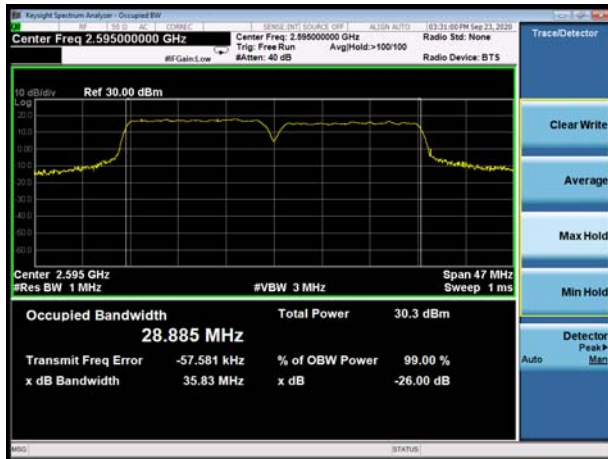 Keysight Spectrum Analyzer - Occupied BW
RF 50 Ω AC CORREC SENSE:INT SOURCE OFF ALIGN AUTO 03:31:00 PM Sep 23, 2020
Center Freq 2.595000000 GHz Center Freq: 2.595000000 GHz Radio Std: None
Trig: Free Run Avg|Hold:>100/100
#IFGain:Low #Atten: 40 dB Radio Device: BTS
Trace/Detector
10 dB/div Ref 30.00 dBm
Log
20.0
10.0
0.00
-10.0
-20.0
-30.0
-40.0
-50.0
-60.0
Center 2.595 GHz Span 47 MHz
#Res BW 1 MHz #VBW 3 MHz Sweep 1 ms
Occupied Bandwidth Total Power 30.3 dBm
28.885 MHz
Transmit Freq Error -57.581 kHz % of OBW Power 99.00 %
x dB Bandwidth 35.83 MHz x dB -26.00 dB
Clear Write
Average
Max Hold
Min Hold
Detector
Peak▶
Auto Man
MSG STATUS